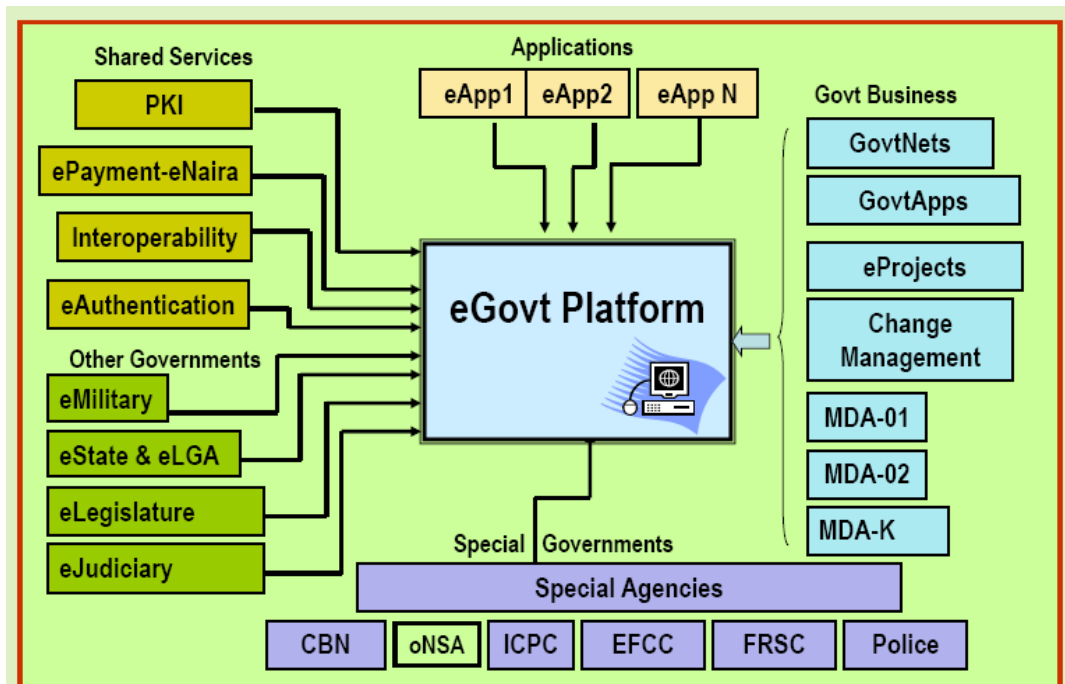 Shared Services
PKI
ePayment-eNaira
Interoperability
eAuthentication
Other Governments
eMilitary
eState & eLGA
eLegislature
eJudiciary
Applications
eApp1
eApp2
eApp N
eGovt Platform
Govt Business
GovtNets
GovtApps
eProjects
Change
Management
MDA-01
MDA-02
MDA-K
Special Governments
Special Agencies
CBN
oNSA
ICPC
EFCC
FRSC
Police